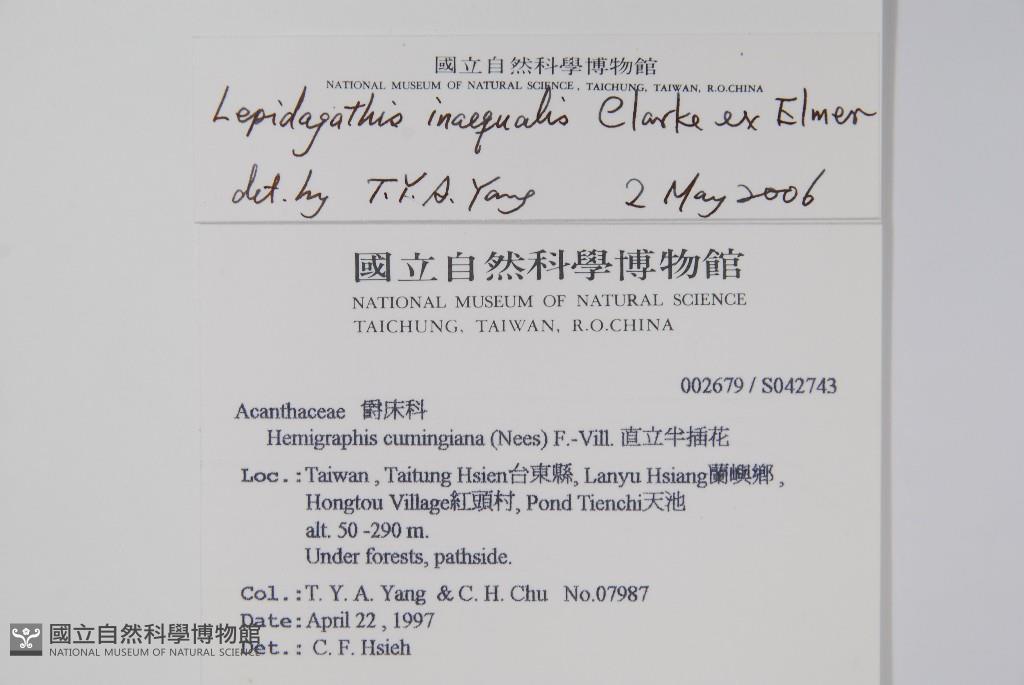 國立自然科學博物館
NATIONAL MUSEUM OF NATURAL SCIENCE, TAICHUNG, TAIWAN, R.O.CHINA
Lepidagathis inaequalis Clarke ex Elmer
det. by T.Y.A. Yang 2 May 2006
國立自然科學博物館
NATIONAL MUSEUM OF NATURAL SCIENCE
TAICHUNG, TAIWAN, R.O.CHINA
002679 / S042743
Acanthaceae 爵床科
Hemigraphis cumingiana (Nees) F.-Vill. 直立半插花
Loc.:Taiwan , Taitung Hsien台東縣, Lanyu Hsiang蘭嶼鄉 ,
Hongtou Village紅頭村, Pond Tienchi天池
alt. 50 -290 m.
Under forests, pathside.
Col.:T. Y. A. Yang & C. H. Chu No.07987
Date:April 22 , 1997
Det.: C. F. Hsieh
國立自然科學博物館
NATIONAL MUSEUM OF NATURAL SCIENCE